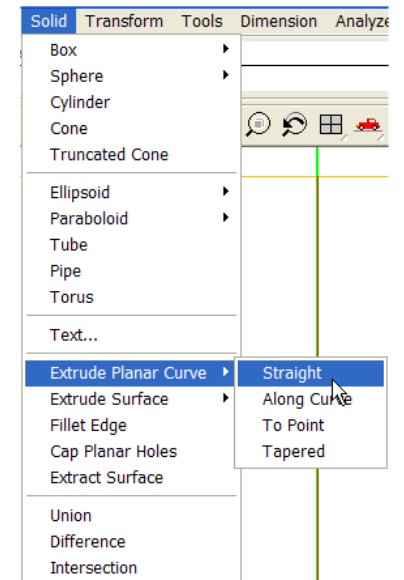 Solid Transform Tools Dimension Analyze
Box
Sphere
Cylinder
Cone
Truncated Cone
Ellipsoid
Paraboloid
Tube
Pipe
Torus
Text...
Extrude Planar Curve
Extrude Surface
Fillet Edge
Cap Planar Holes
Extract Surface
Union
Difference
Intersection
Straight
Along Curve
To Point
Tapered